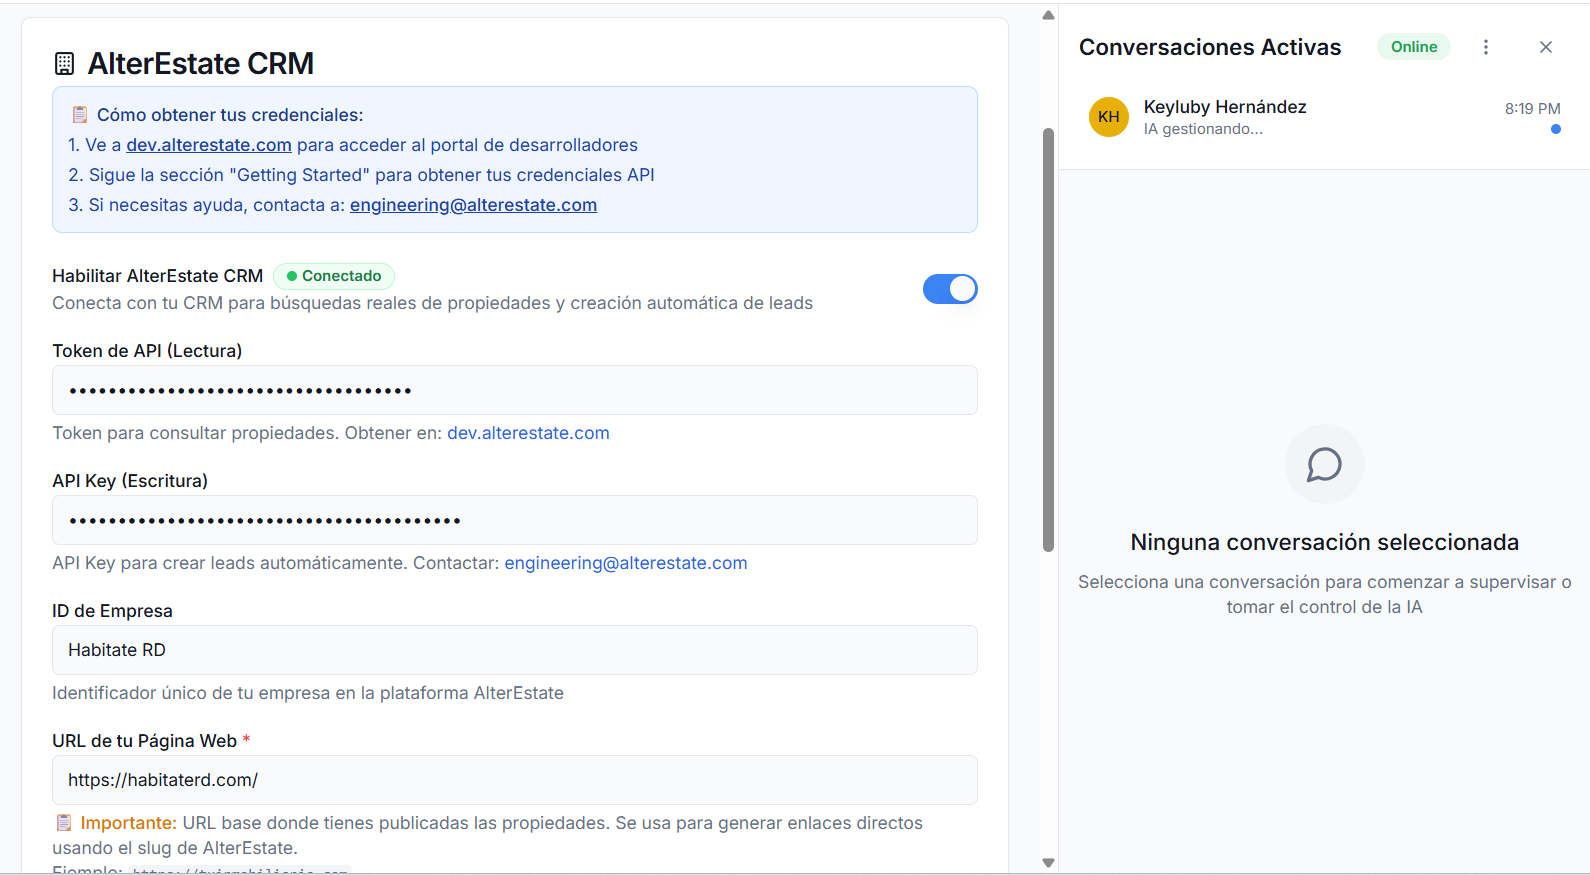 AlterEstate CRM
📋 Cómo obtener tus credenciales:
1. Ve a dev.alterestate.com para acceder al portal de desarrolladores
2. Sigue la sección "Getting Started" para obtener tus credenciales API
3. Si necesitas ayuda, contacta a: engineering@alterestate.com
Habilitar AlterEstate CRM
Conectado
Conecta con tu CRM para búsquedas reales de propiedades y creación automática de leads
Token de API (Lectura)
•••••••••••••••••••••••••••••••••••
Token para consultar propiedades. Obtener en: dev.alterestate.com
API Key (Escritura)
••••••••••••••••••••••••••••••••••••••••
API Key para crear leads automáticamente. Contactar: engineering@alterestate.com
ID de Empresa
Habitate RD
Identificador único de tu empresa en la plataforma AlterEstate
URL de tu Página Web *
https://habitaterd.com/
📋 Importante: URL base donde tienes publicadas las propiedades. Se usa para generar enlaces directos
usando el slug de AlterEstate.
Ejemplo: https://tuinmobiliaria.com
Conversaciones Activas
Online
KH
Keyluby Hernández
8:19 PM
IA gestionando...
Ninguna conversación seleccionada
Selecciona una conversación para comenzar a supervisar o
tomar el control de la IA